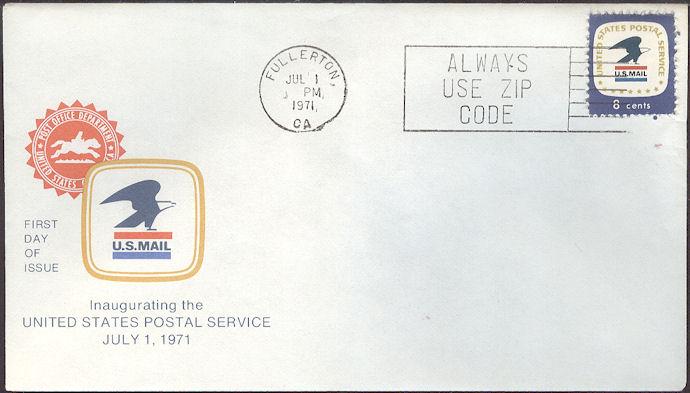 FULLERTON,
JUL 1
PM
1971
CA
ALWAYS
USE ZIP
CODE
UNITED STATES POSTAL SERVICE
U.S.MAIL
8 cents
POST OFFICE DEPARTMENT
UNITED STATES
FIRST
DAY
OF
ISSUE
U.S.MAIL
Inaugurating the
UNITED STATES POSTAL SERVICE
JULY 1, 1971